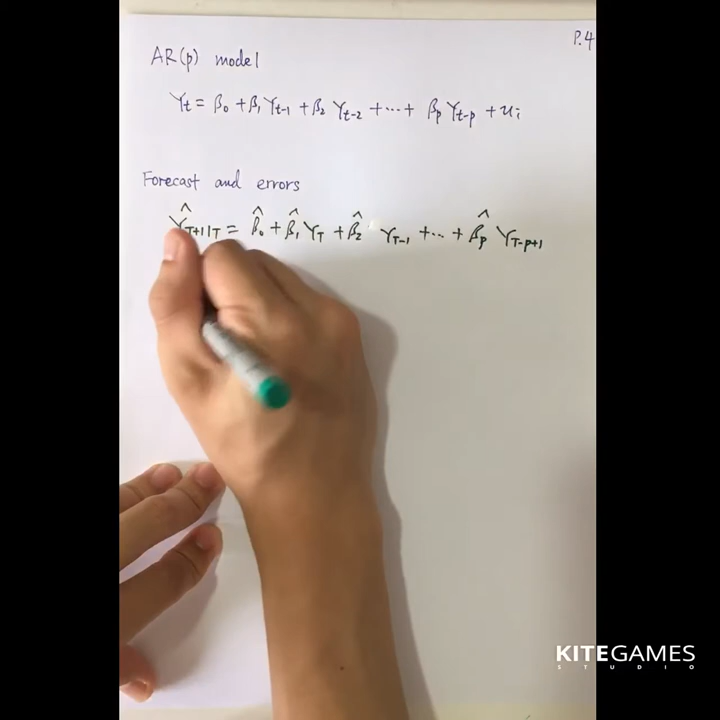 P.4
AR(p) model
Yt = β0 + β1 Yt-1 + β2 Yt-2 + ... + βp Yt-p + ui
Forecast and errors
ŶT+1|T = β̂0 + β̂1 YT + β̂2 YT-1 + ... + β̂p YT-p+1
KITEGAMES
STUDIO